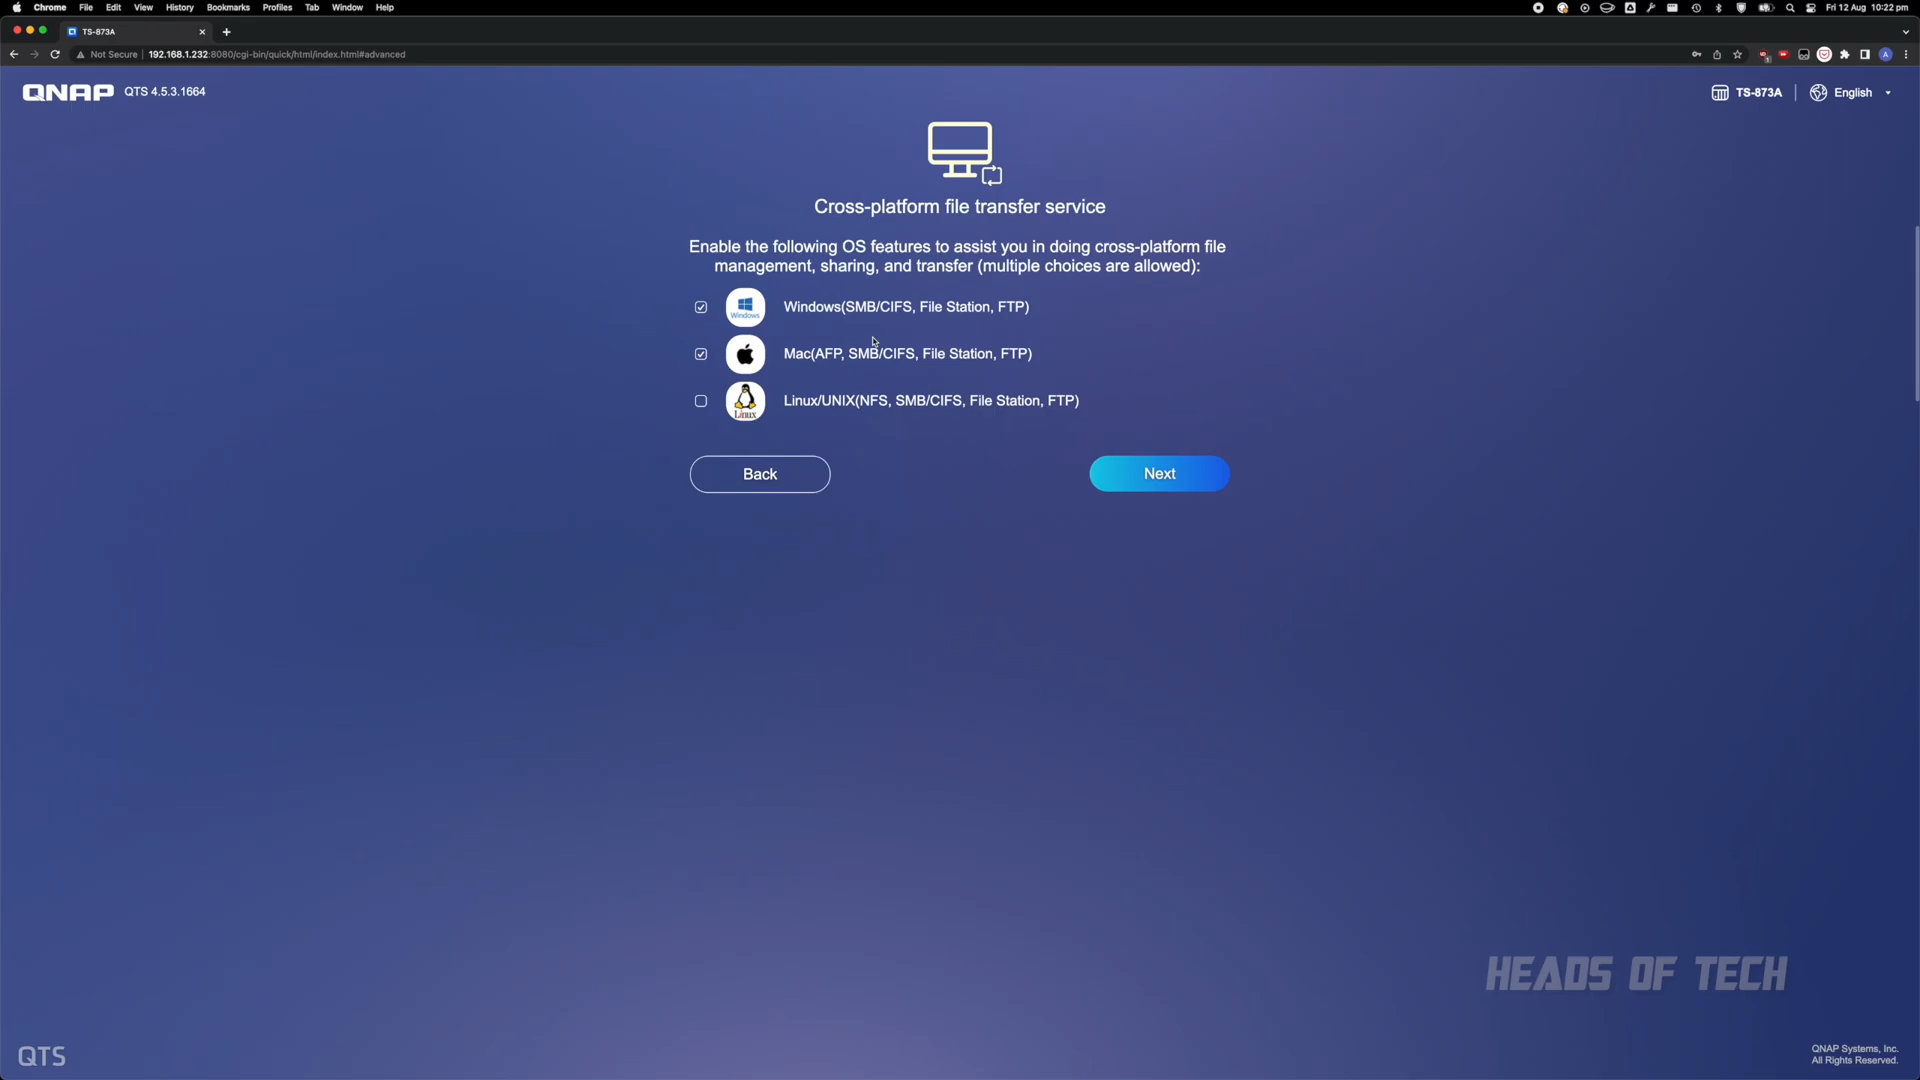 Chrome File Edit View History Bookmarks Profiles Tab Window Help
Fri 12 Aug 10:22 pm
TS-873A
Not Secure 192.168.1.232:8080/cgi-bin/quick/html/index.html#advanced
A
QNAP QTS 4.5.3.1664
TS-873A English
Cross-platform file transfer service
Enable the following OS features to assist you in doing cross-platform file
management, sharing, and transfer (multiple choices are allowed):
Windows
Windows(SMB/CIFS, File Station, FTP)
Mac(AFP, SMB/CIFS, File Station, FTP)
Linux
Linux/UNIX(NFS, SMB/CIFS, File Station, FTP)
Back
Next
HEADS OF TECH
QTS
QNAP Systems, Inc.
All Rights Reserved.